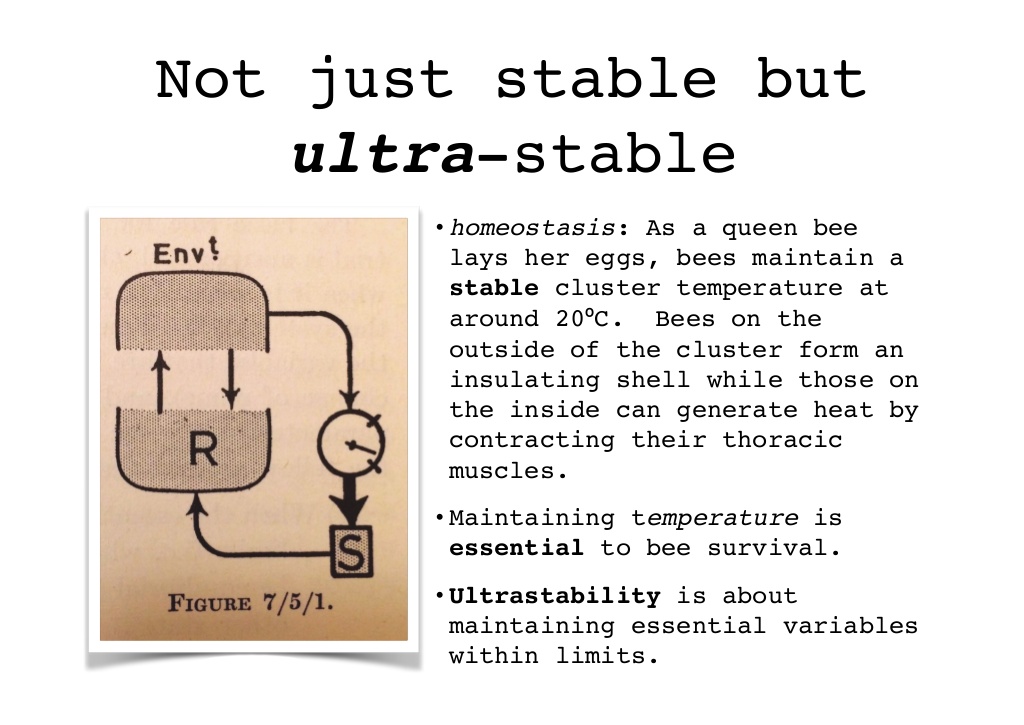 Not just stable but
ultra-stable
Env!
R
S
FIGURE 7/5/1.
•homeostasis: As a queen bee
lays her eggs, bees maintain a
stable cluster temperature at
around 20ºC.  Bees on the
outside of the cluster form an
insulating shell while those on
the inside can generate heat by
contracting their thoracic
muscles.
•Maintaining temperature is
essential to bee survival.
•Ultrastability is about
maintaining essential variables
within limits.